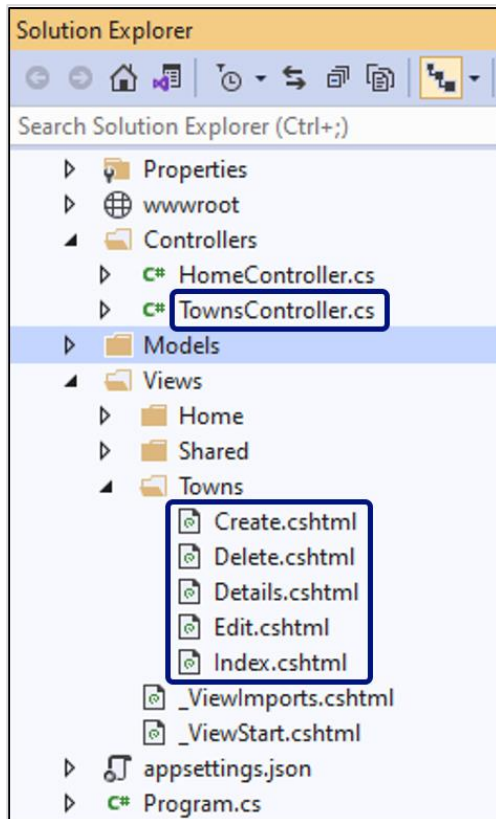 Solution Explorer
Search Solution Explorer (Ctrl+;)
Properties
wwwroot
Controllers
C# HomeController.cs
C# TownsController.cs
Models
Views
Home
Shared
Towns
Create.cshtml
Delete.cshtml
Details.cshtml
Edit.cshtml
Index.cshtml
_ViewImports.cshtml
_ViewStart.cshtml
appsettings.json
C# Program.cs